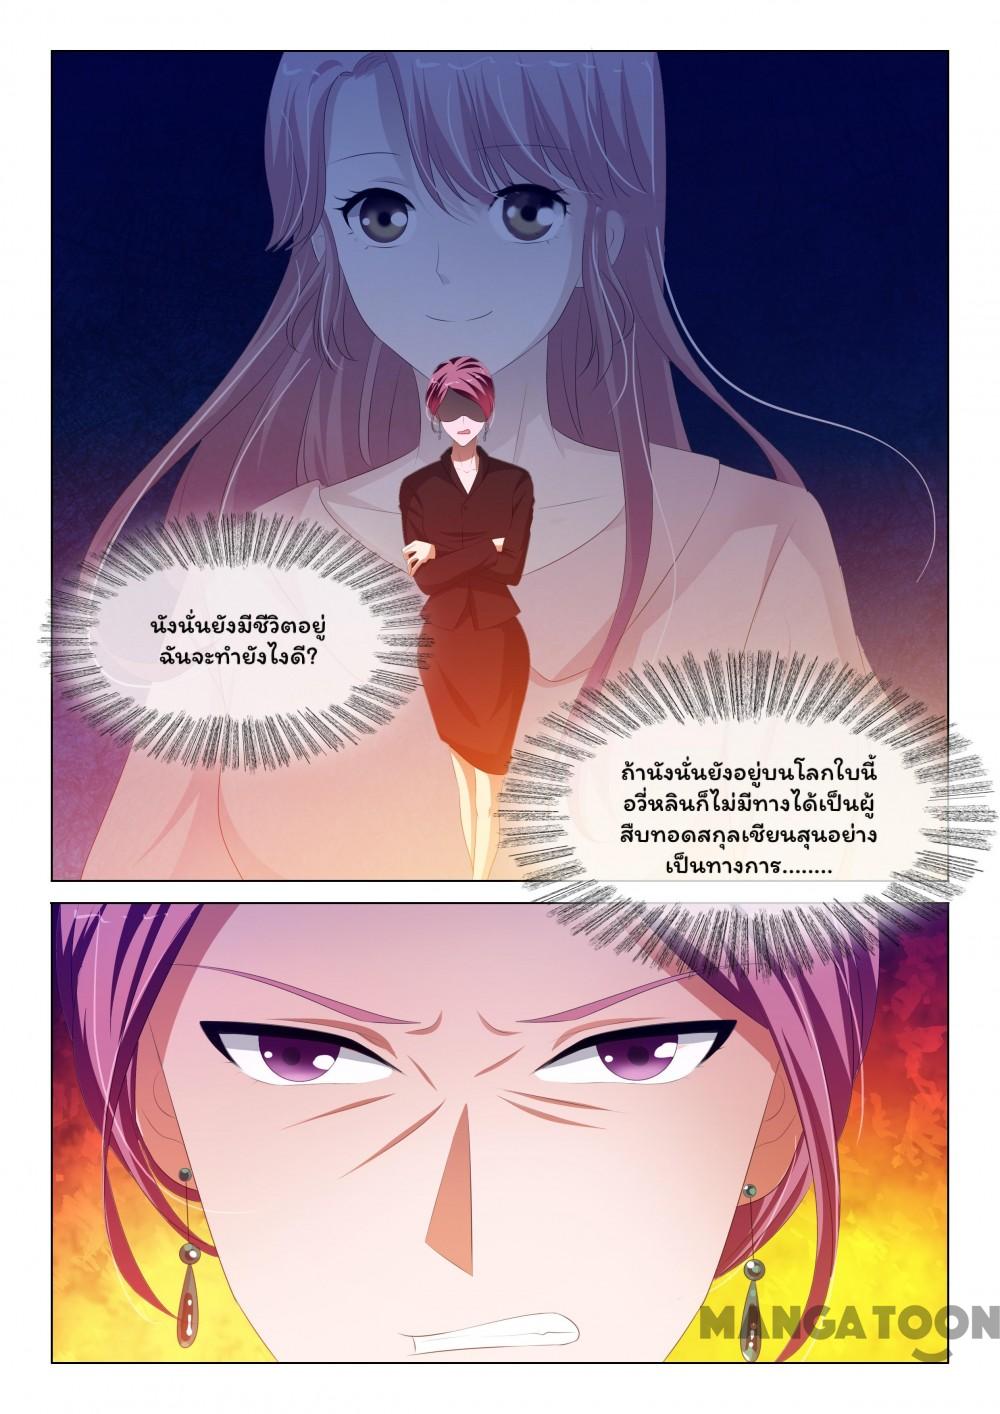 นังนั่นยังมีชีวิตอยู่
ฉันจะทำยังไงดี?
ถ้านังนั่นยังอยู่บนโลกใบนี้
อวี่หลินก็ไม่มีทางได้เป็นผู้
สืบทอดสกุลเชียนสุนอย่าง
เป็นทางการ........
MANGATOON